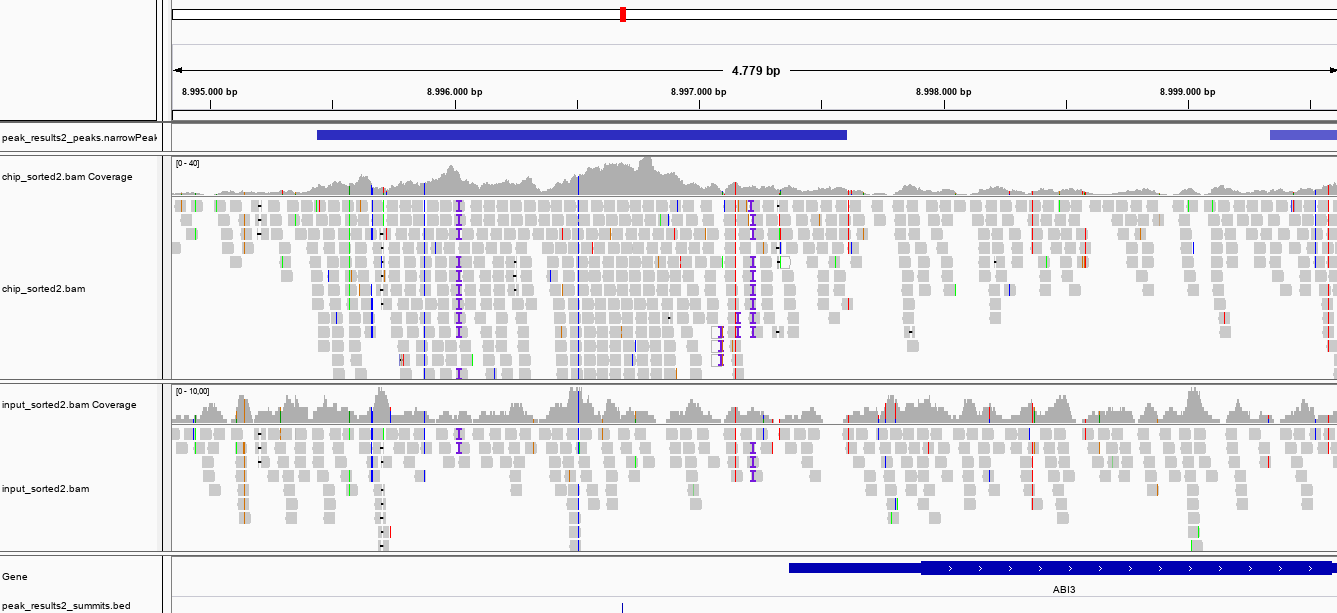 4.779 bp
8.995.000 bp 8.996.000 bp 8.997.000 bp 8.998.000 bp 8.999.000 bp
peak_results2_peaks.narrowPeak
[0 - 40]
chip_sorted2.bam Coverage
chip_sorted2.bam
[0 - 10,00]
input_sorted2.bam Coverage
input_sorted2.bam
Gene
ABI3
peak_results2_summits.bed